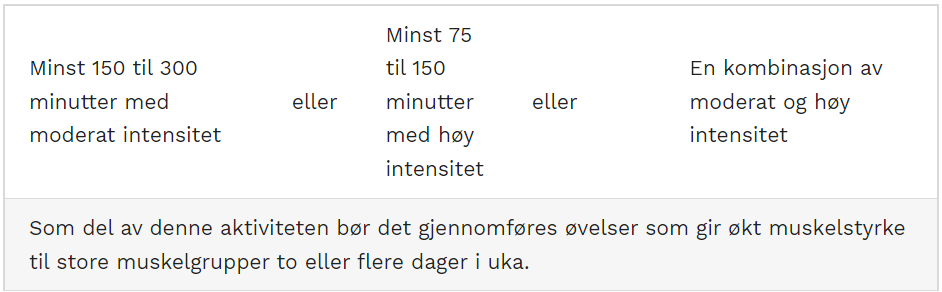 Minst 150 til 300
minutter med
moderat intensitet
eller
Minst 75
til 150
minutter
med høy
intensitet
eller
En kombinasjon av
moderat og høy
intensitet
Som del av denne aktiviteten bør det gjennomføres øvelser som gir økt muskelstyrke
til store muskelgrupper to eller flere dager i uka.